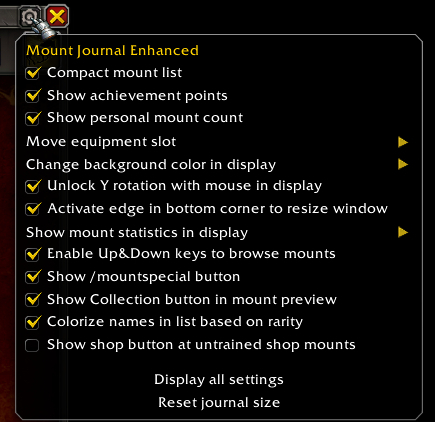 Mount Journal Enhanced
Compact mount list
Show achievement points
Show personal mount count
Move equipment slot
Change background color in display
Unlock Y rotation with mouse in display
Activate edge in bottom corner to resize window
Show mount statistics in display
Enable Up&Down keys to browse mounts
Show /mountspecial button
Show Collection button in mount preview
Colorize names in list based on rarity
Show shop button at untrained shop mounts
Display all settings
Reset journal size